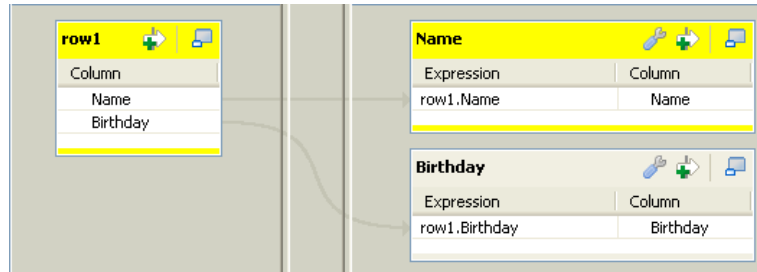 row1
Column
Name
Birthday
Name
Expression Column
row1.Name Name
Birthday
Expression Column
row1.Birthday Birthday